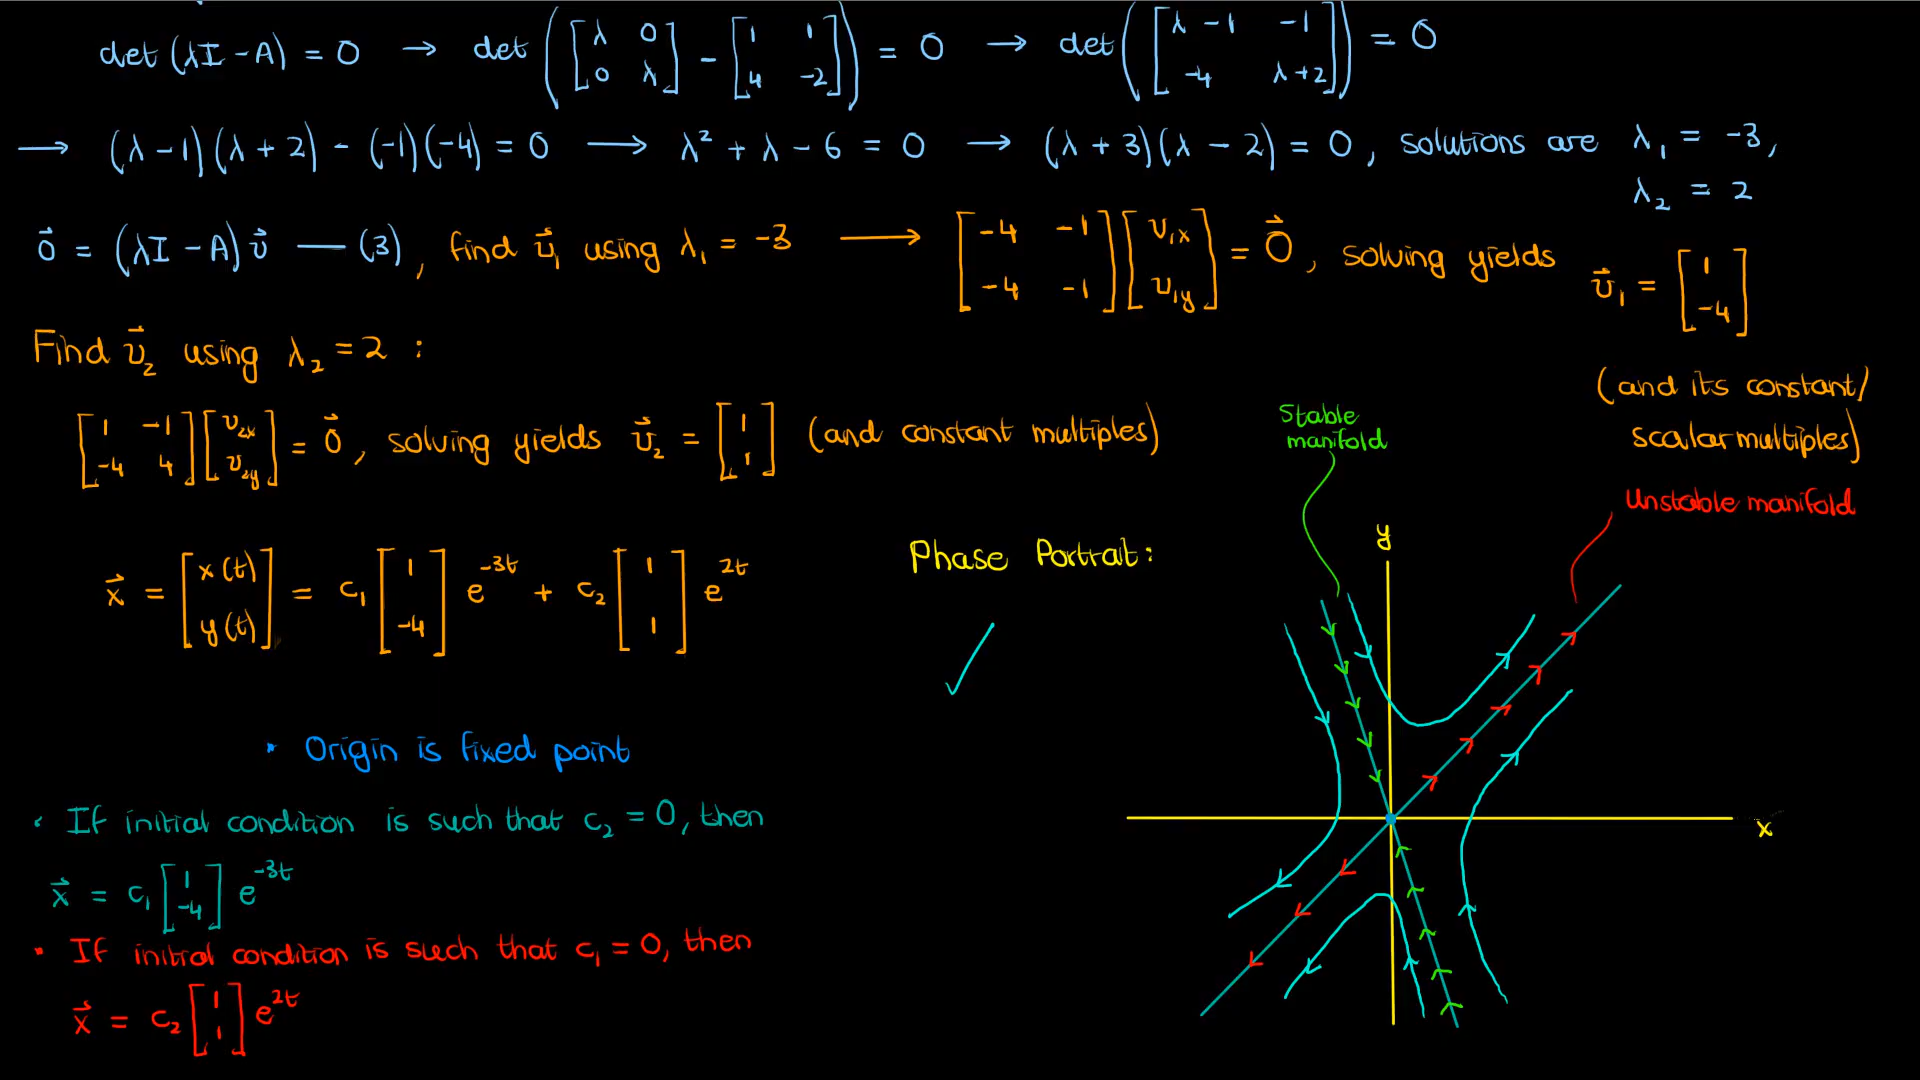 det (λI - A) = 0 → det ([λ 0; 0 λ] - [1 1; 4 -2]) = 0 → det ([λ-1 -1; -4 λ+2]) = 0
→ (λ-1)(λ+2) - (-1)(-4) = 0 → λ² + λ - 6 = 0 → (λ+3)(λ-2) = 0, solutions are λ₁ = -3,
λ₂ = 2
0⃗ = (λI - A)v⃗ — (3), find v⃗₁ using λ₁ = -3 → [-4 -1; -4 -1][v₁ₓ; v₁y] = 0⃗, solving yields v⃗₁ = [1; -4]
(and its constant/
scalar multiples)
Find v⃗₂ using λ₂ = 2 :
[1 -1; -4 4][v₂ₓ; v₂y] = 0⃗, solving yields v⃗₂ = [1; 1] (and constant multiples)
x⃗ = [x(t); y(t)] = c₁ [1; -4] e^-3t + c₂ [1; 1] e^2t
Phase Portrait:
Stable
manifold
Unstable manifold
y
x
• Origin is fixed point
• If initial condition is such that c₂ = 0, then
x⃗ = c₁ [1; -4] e^-3t
• If initial condition is such that c₁ = 0, then
x⃗ = c₂ [1; 1] e^2t